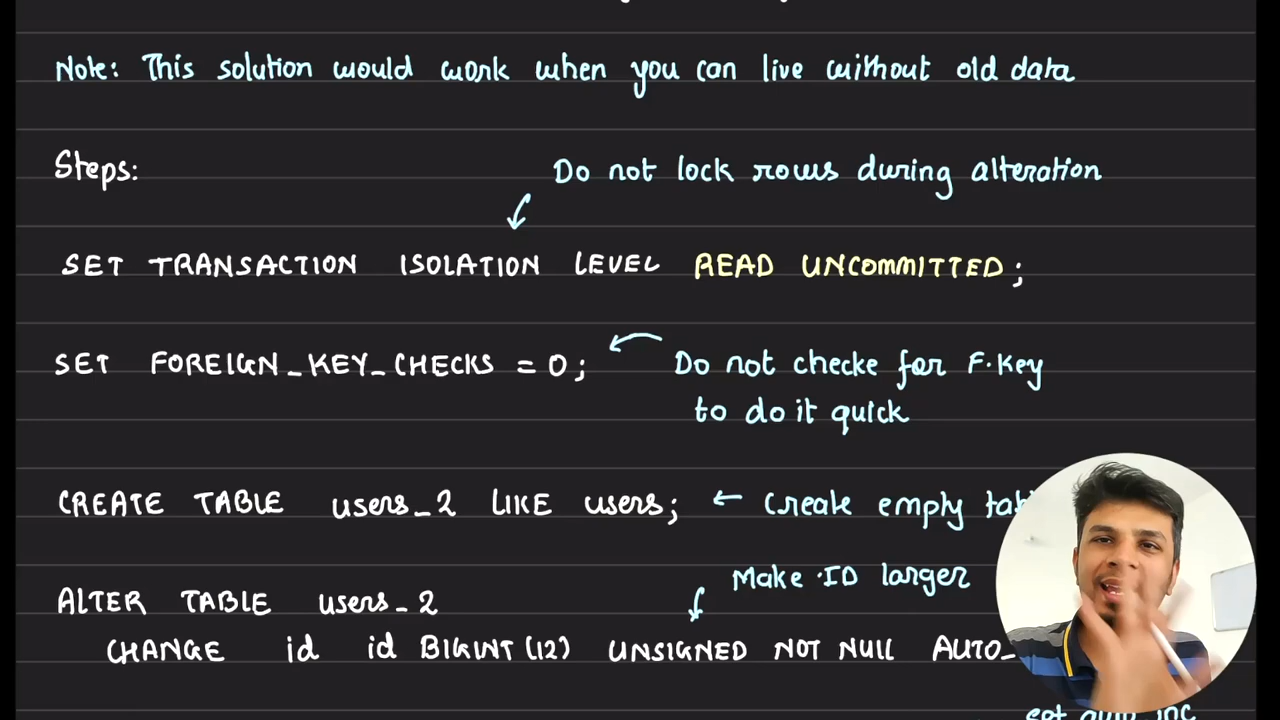 Note: This solution would work when you can live without old data
Steps:
Do not lock rows during alteration
SET TRANSACTION ISOLATION LEVEL READ UNCOMMITTED;
SET FOREIGN_KEY_CHECKS = 0;
Do not checke for F.Key
to do it quick
CREATE TABLE users_2 LIKE users; ← Create empty
Make ID larger
ALTER TABLE users_2
CHANGE id id BIGINT (12) UNSIGNED NOT NULL AUTO_